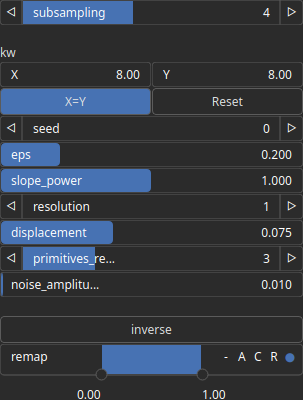 subsampling 4
kw
X 8.00 Y 8.00
X=Y Reset
seed 0
eps 0.200
slope_power 1.000
resolution 1
displacement 0.075
primitives_re... 3
noise_amplitu... 0.010
inverse
remap - A C R
0.00 1.00